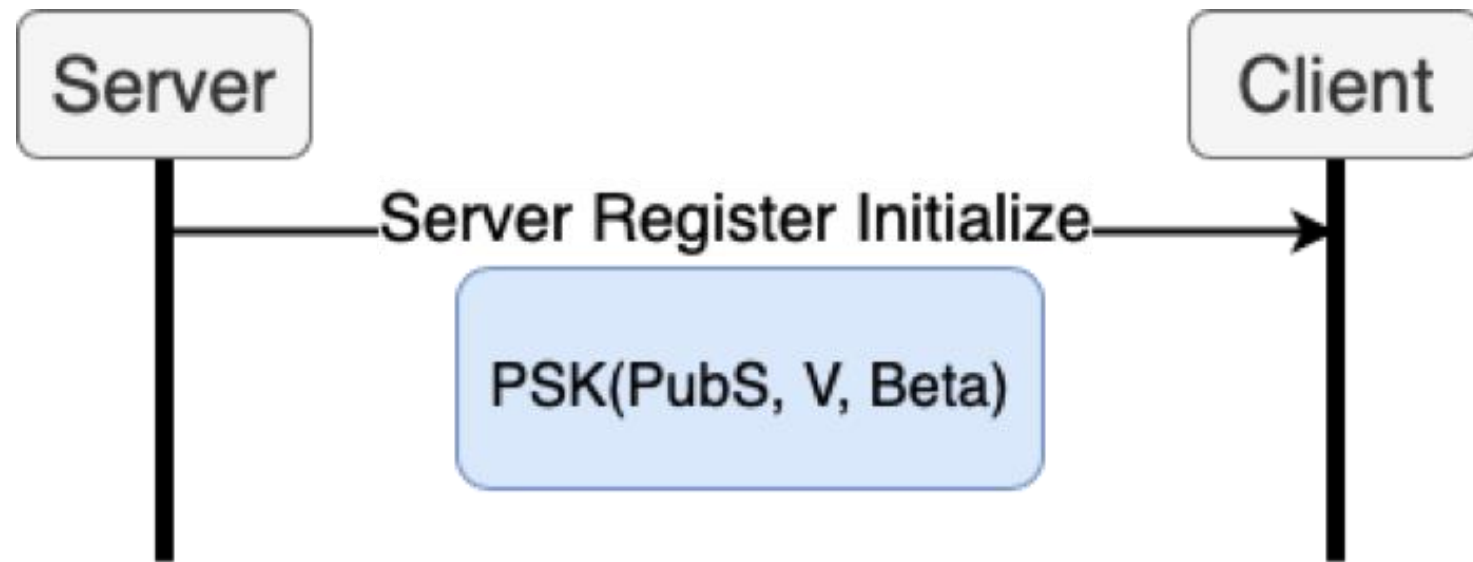 Server
Client
Server Register Initialize
PSK(PubS, V, Beta)